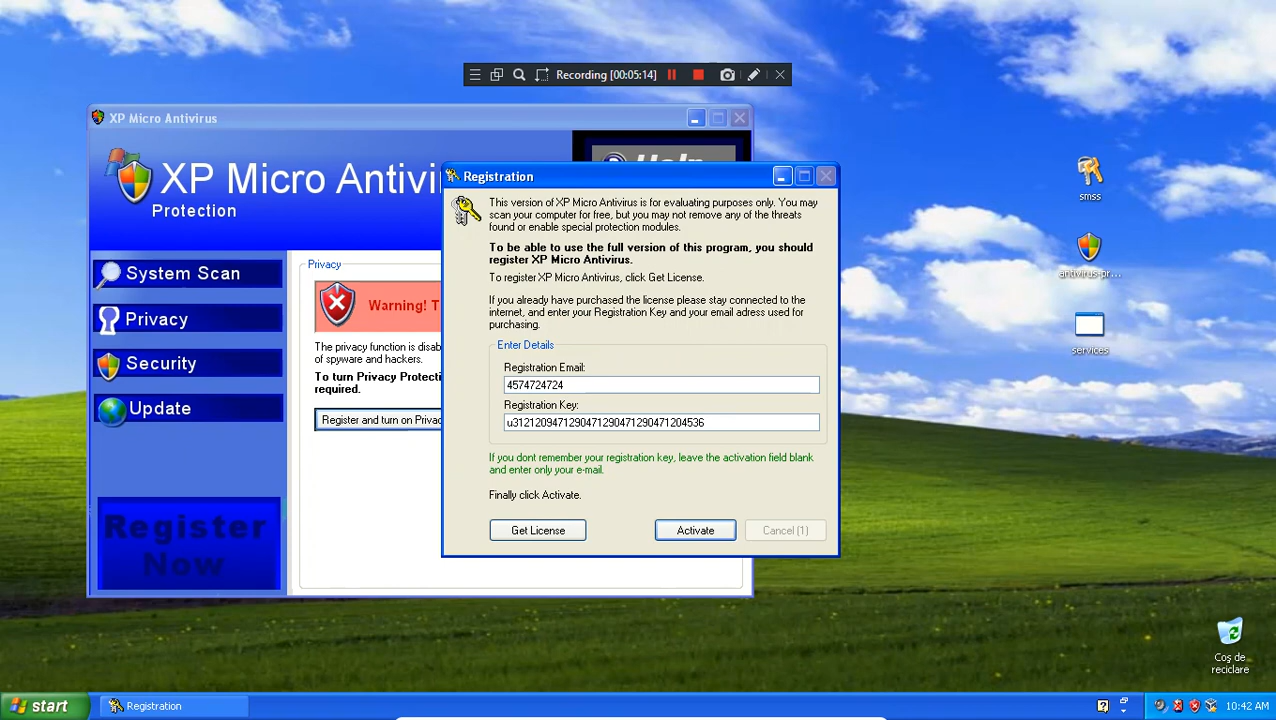 Recording [00:05:14]
XP Micro Antivirus
XP Micro
Protection
System Scan
Privacy
Security
Update
Register
Now
Privacy
Warning!
The privacy function is
of spyware and hackers.
To turn Privacy
required.
Register and turn on
Registration
This version of XP Micro Antivirus is for evaluating purposes only. You may
scan your computer for free, but you may not remove any of the threats
found or enable special protection modules.
To be able to use the full version of this program, you should
register XP Micro Antivirus.
To register XP Micro Antivirus, click Get License.
If you already have purchased the license please stay connected to the
internet, and enter your Registration Key and your email adress used for
purchasing.
Enter Details
Registration Email:
4574724724
Registration Key:
u3121209471290471290471290471204536
If you dont remember your registration key, leave the activation field blank
and enter only your e-mail.
Finally click Activate.
Get License
Activate
Cancel (1)
smss
antivirus-pr...
services
Coș de
reciclare
start
Registration
10:42 AM